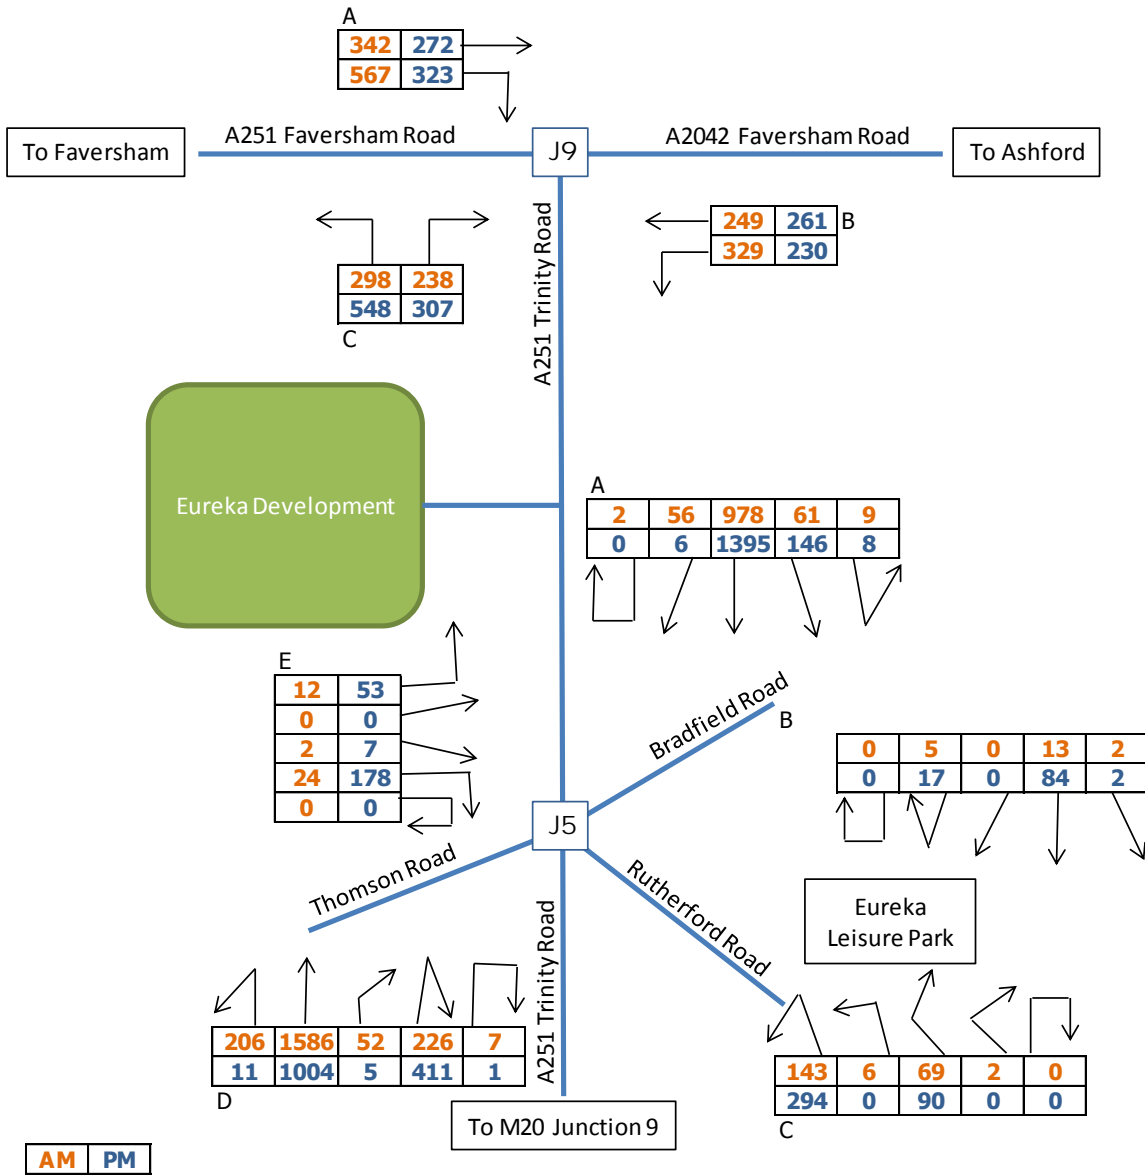 A
342 272
567 323
A251 Faversham Road
A2042 Faversham Road
To Faversham
J9
To Ashford
249 261 B
329 230
298 238
548 307
C
A251 Trinity Road
Eureka Development
A
2 56 978 61 9
0 6 1395 146 8
E
12 53
0 0
2 7
24 178
0 0
Bradfield Road
B
0 5 0 13 2
0 17 0 84 2
J5
Thomson Road
Rutherford Road
Eureka
Leisure Park
A251 Trinity Road
206 1586 52 226 7
11 1004 5 411 1
D
143 6 69 2 0
294 0 90 0 0
C
To M20 Junction 9
AM PM